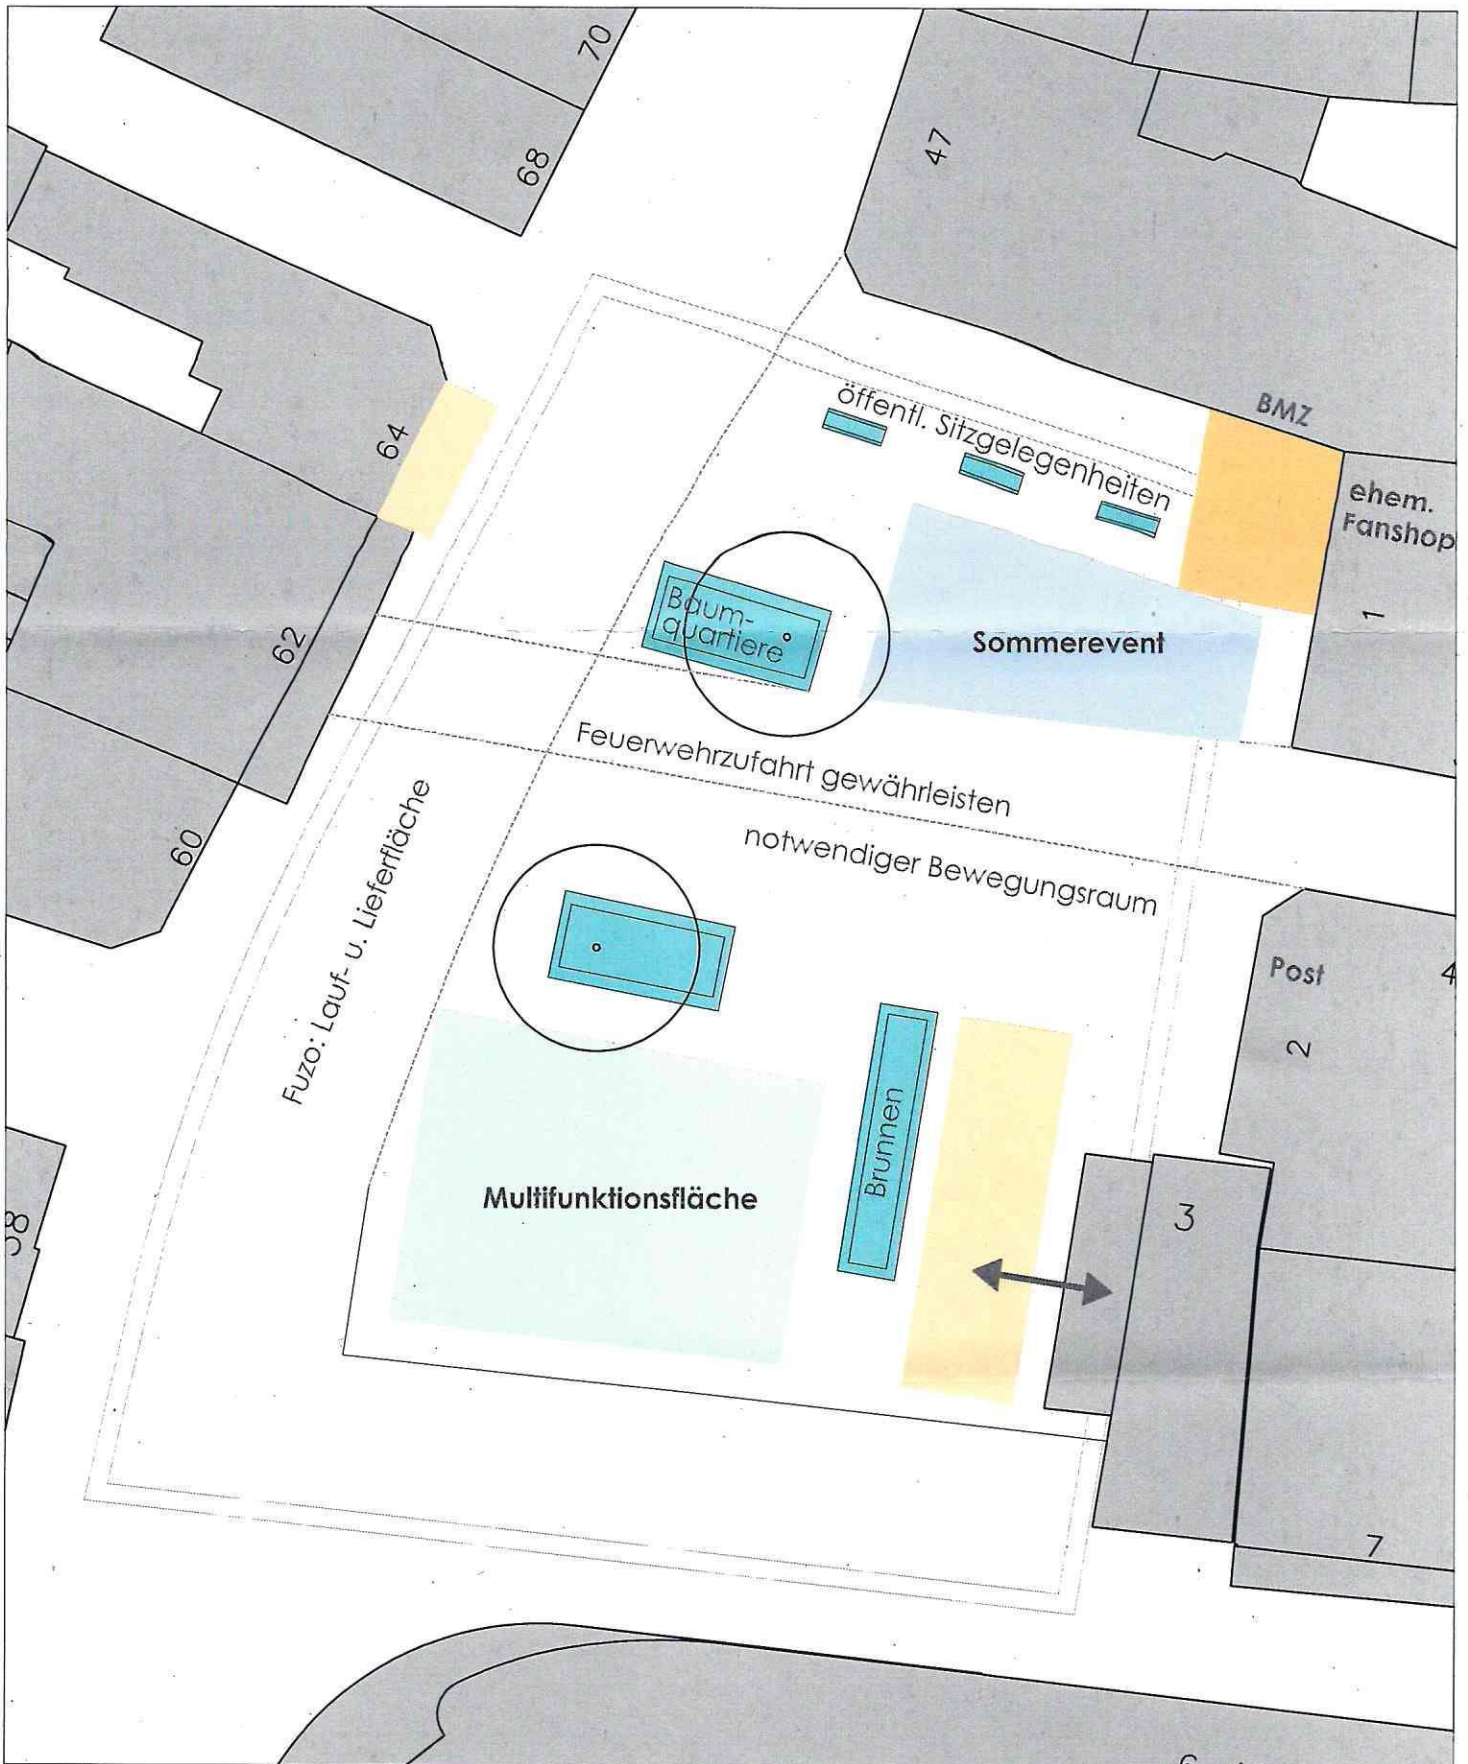 70
68
47
64
öffentl. Sitzgelegenheiten
BMZ
ehem.
Fanshop
1
62
Baum-
quartiere
Sommerevent
Feuerwehrzufahrt gewährleisten
notwendiger Bewegungsraum
60
Fuzo: Lauf- u. Lieferfläche
Post
4
2
Brunnen
Multifunktionsfläche
3
58
7